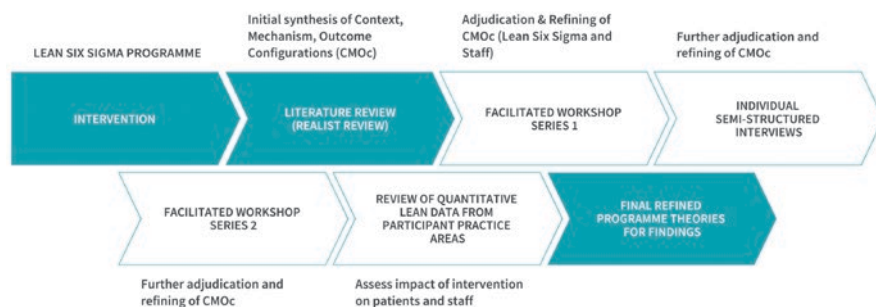 LEAN SIX SIGMA PROGRAMME
Initial synthesis of Context,
Mechanism, Outcome
Configurations (CMOc)
Adjudication & Refining of
CMOc (Lean Six Sigma and
Staff)
Further adjudication and
refining of CMOc
INTERVENTION
LITERATURE REVIEW
(REALIST REVIEW)
FACILITATED WORKSHOP
SERIES 1
INDIVIDUAL
SEMI-STRUCTURED
INTERVIEWS
FACILITATED WORKSHOP
SERIES 2
REVIEW OF QUANTITATIVE
LEAN DATA FROM
PARTICIPANT PRACTICE
AREAS
FINAL REFINED
PROGRAMME THEORIES
FOR FINDINGS
Further adjudication and
refining of CMOc
Assess impact of intervention
on patients and staff